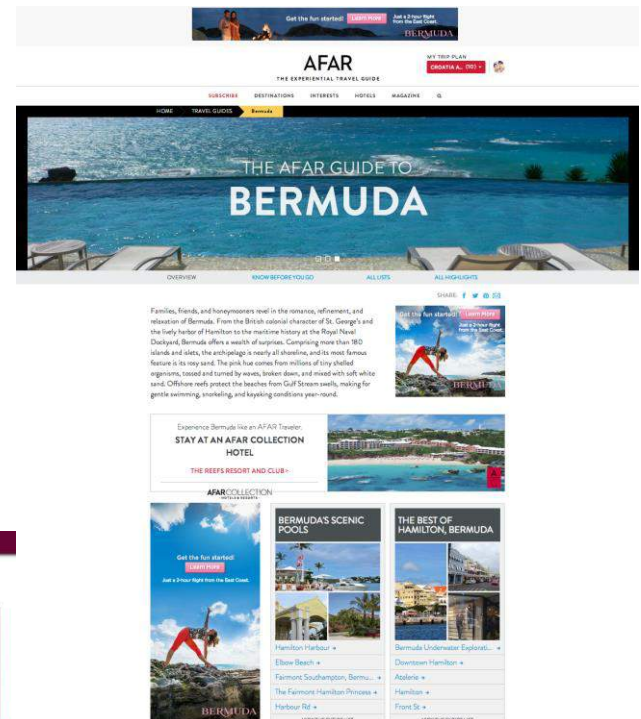 Get the fun started! Learn More Just a 2-hour flight
from the East Coast.
BERMUDA
AFAR
THE EXPERIENTIAL TRAVEL GUIDE
MY TRIP PLAN
CROATIA A...
SUBSCRIBE DESTINATIONS INTERESTS HOTELS MAGAZINE
HOME TRAVEL GUIDES Bermuda
THE AFAR GUIDE TO
BERMUDA
OVERVIEW KNOW BEFORE YOU GO ALL LISTS ALL HIGHLIGHTS
SHARE:
Families, friends, and honeymooners revel in the romance, refinement, and
relaxation of Bermuda. From the British colonial character of St. George's and
the lively harbor of Hamilton to the maritime history at the Royal Naval
Dockyard, Bermuda offers a wealth of surprises. Comprising more than 180
islands and islets, the archipelago is nearly all shoreline, and its most famous
feature is its rosy sand. The pink hue comes from millions of tiny shelled
organisms, tossed and turned by waves, broken down, and mixed with soft white
sand. Offshore reefs protect the beaches from Gulf Stream swells, making for
gentle swimming, snorkeling, and kayaking conditions year-round.
Get the fun started! Learn More
Just a 2-hour flight
from the East Coast.
BERMUDA
Experience Bermuda like an AFAR Traveler.
STAY AT AN AFAR COLLECTION
HOTEL
THE REEFS RESORT AND CLUB >
AFAR COLLECTION
HOTELS & RESORTS
Get the fun started!
Learn More
Just a 2-hour flight from the East Coast.
BERMUDA
BERMUDA'S SCENIC
POOLS
Hamilton Harbour
Elbow Beach
Fairmont Southampton, Bermu...
The Fairmont Hamilton Princess
Harbour Rd
THE BEST OF
HAMILTON, BERMUDA
Bermuda Underwater Explorati...
Downtown Hamilton
Atelerie
Hamilton
Front St